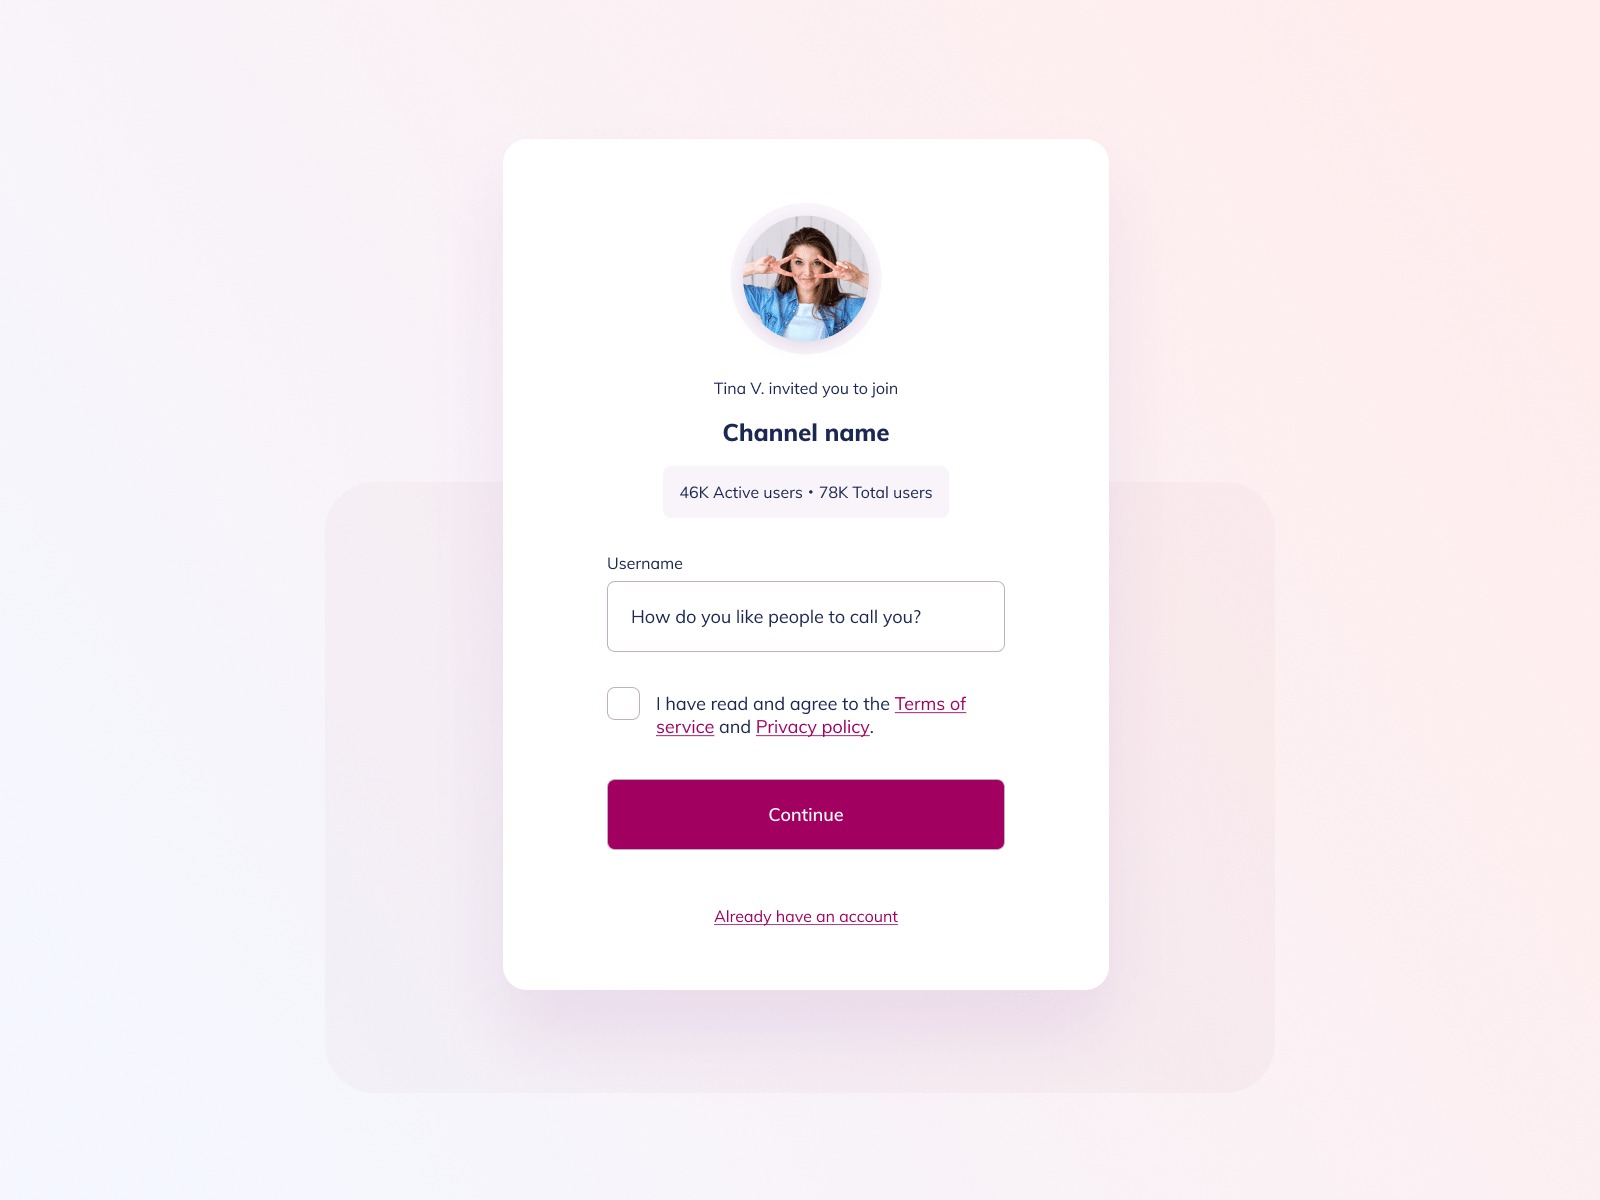 Tina V. invited you to join
Channel name
46K Active users • 78K Total users
Username
How do you like people to call you?
I have read and agree to the Terms of
service and Privacy policy.
Continue
Already have an account